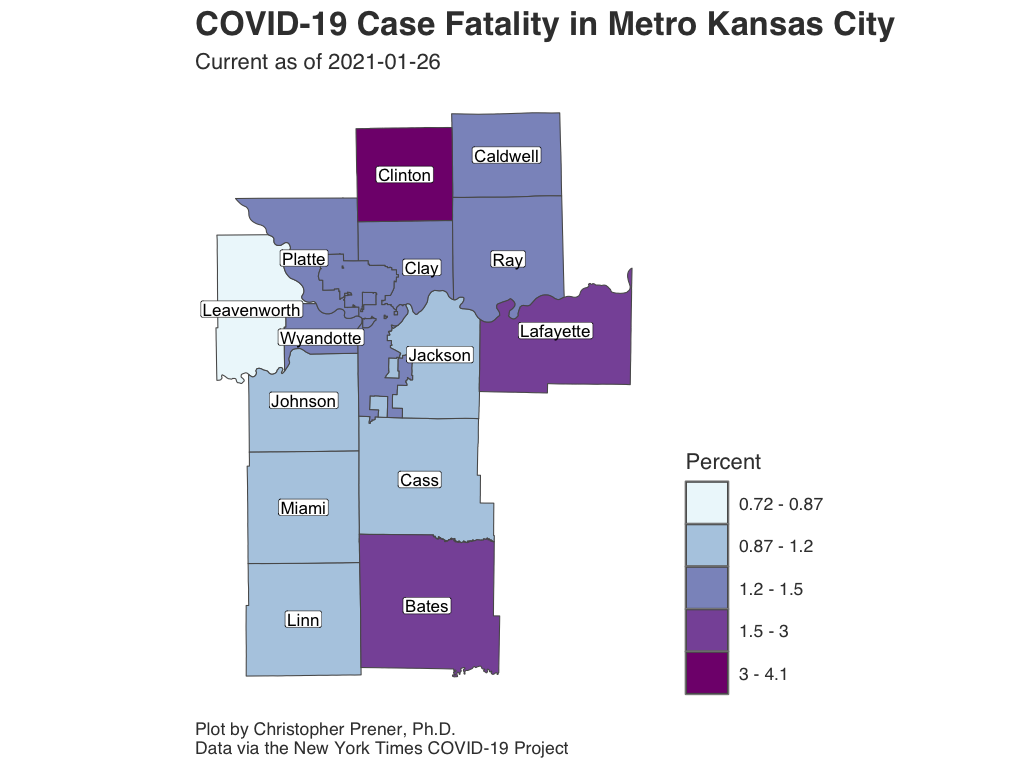 COVID-19 Case Fatality in Metro Kansas City
Current as of 2021-01-26
Caldwell
Clinton
Platte
Clay
Ray
Leavenworth
Wyandotte
Lafayette
Jackson
Johnson
Cass
Miami
Bates
Linn
Percent
0.72 - 0.87
0.87 - 1.2
1.2 - 1.5
1.5 - 3
3 - 4.1
Plot by Christopher Prener, Ph.D.
Data via the New York Times COVID-19 Project